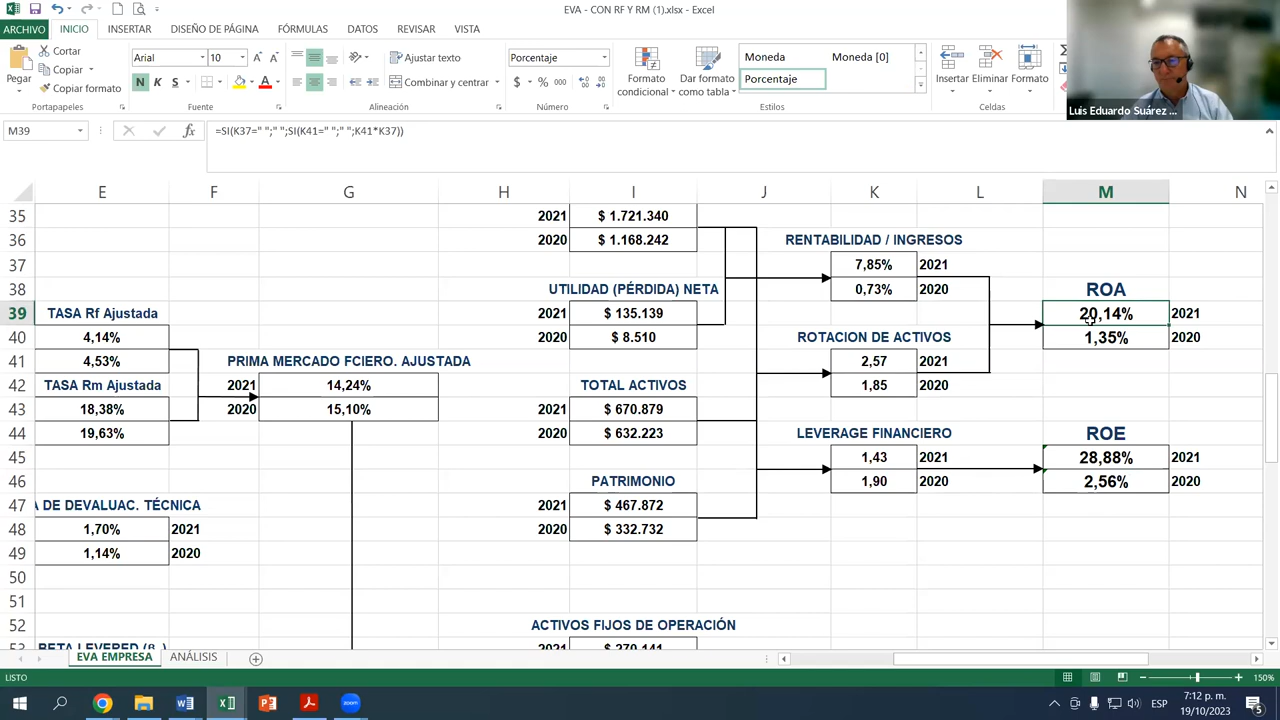 EVA - CON RF Y RM (1).xlsx - Excel
ARCHIVO INICIO INSERTAR DISEÑO DE PÁGINA FÓRMULAS DATOS REVISAR VISTA
Pegar
Cortar
Copiar
Copiar formato
Portapapeles
Arial 10
N K S
Fuente
Ajustar texto
Combinar y centrar
Alineación
Porcentaje
$ % 000
Número
Formato condicional
Dar formato como tabla
Moneda Moneda [0]
Porcentaje
Estilos
Insertar Eliminar Formato
Celdas
Luis Eduardo Suárez ...
M39 fx =SI(K37=" ";" ";SI(K41=" ";" ";K41*K37))
E F G H I J K L M N
35 2021 $ 1.721.340
36 2020 $ 1.168.242 RENTABILIDAD / INGRESOS
37 7,85% 2021
38 UTILIDAD (PÉRDIDA) NETA 0,73% 2020 ROA
39 TASA Rf Ajustada 2021 $ 135.139 20,14% 2021
40 4,14% 2020 $ 8.510 ROTACION DE ACTIVOS 1,35% 2020
41 4,53% PRIMA MERCADO FCIERO. AJUSTADA 2,57 2021
42 TASA Rm Ajustada 2021 14,24% TOTAL ACTIVOS 1,85 2020
43 18,38% 2020 15,10% 2021 $ 670.879
44 19,63% 2020 $ 632.223 LEVERAGE FINANCIERO ROE
45 1,43 2021 28,88% 2021
46 PATRIMONIO 1,90 2020 2,56% 2020
47 A DE DEVALUAC. TÉCNICA 2021 $ 467.872
48 1,70% 2021 2020 $ 332.732
49 1,14% 2020
50
51
52 ACTIVOS FIJOS DE OPERACIÓN
53 BETA LEVERED (β 2021 $ 270.141
EVA EMPRESA ANÁLISIS
LISTO 150%
ESP 7:12 p. m.
19/10/2023
5